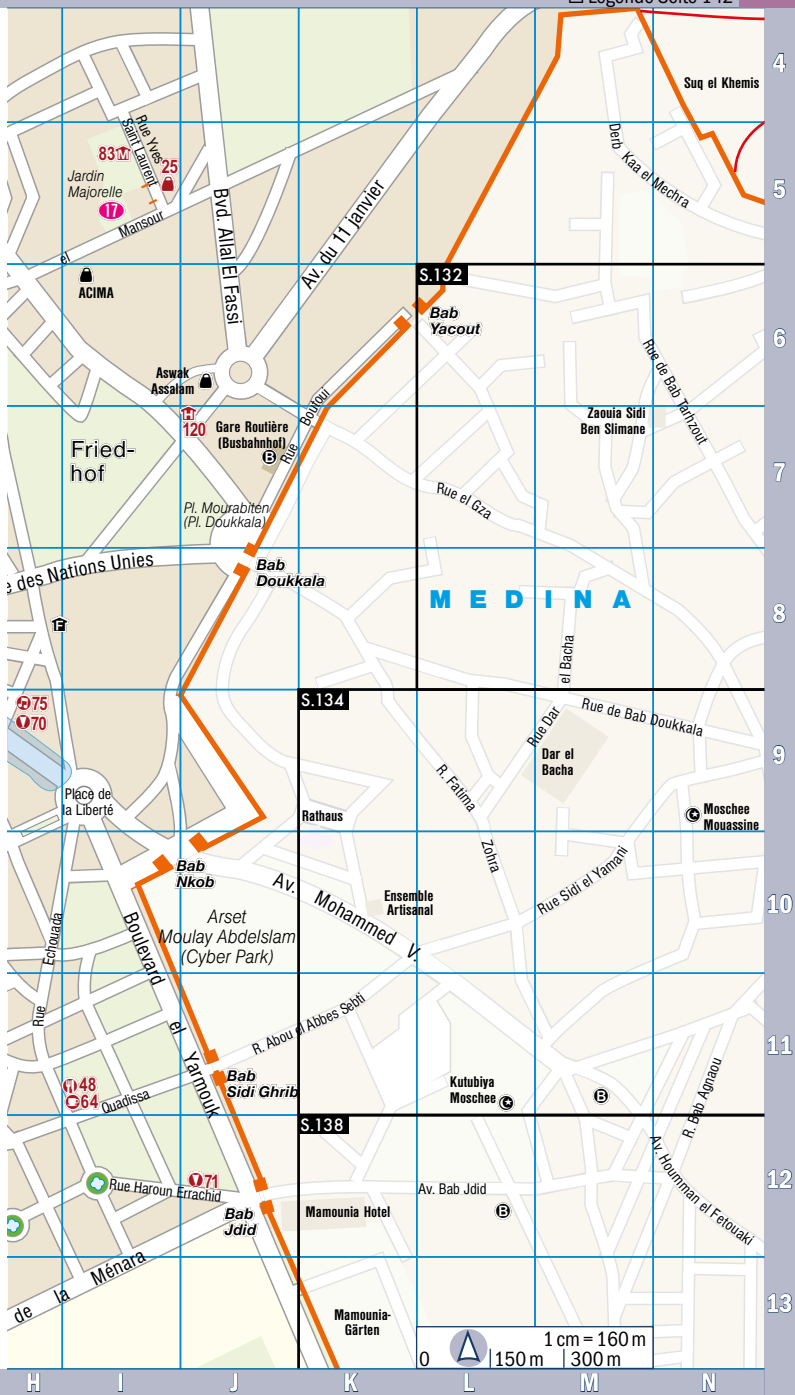 Legende Seite 142
4
Suq el Khemis
Rue Yves
Saint Laurent
83
25
Jardin
Majorelle
17
Derb Kaa el Mechra
5
el Mansour
Bvd. Allal El Fassi
Av. du 11 janvier
S.132
ACIMA
Bab
Yacout
6
Aswak
Assalam
Rue de Bab Tarhzout
120
Gare Routière
(Busbahnhof)
B
Rue Boutoui
Zaouia Sidi
Ben Slimane
Fried-
hof
7
Rue el Gza
Pl. Mourabiten
(Pl. Doukkala)
e des Nations Unies
Bab
Doukkala
MEDINA
8
F
Rue Dar el Bacha
S.134
75
70
Rue de Bab Doukkala
9
Dar el
Bacha
R. Fatima Zohra
Place de
la Liberté
Rathaus
Moschee
Mouassine
Bab
Nkob
Av. Mohammed V.
Ensemble
Artisanal
Rue Sidi el Yamani
10
Arset
Moulay Abdelslam
(Cyber Park)
Rue Echouada
Boulevard el Yarmouk
R. Abou el Abbes Sebti
11
48
64
Quadissa
Bab
Sidi Ghrib
Kutubiya
Moschee
B
R. Bab Agnaou
S.138
71
Rue Haroun Errachid
Av. Bab Jdid
12
Av. Houmman el Fetouaki
Bab
Jdid
Mamounia Hotel
B
de la Ménara
Mamounia-
Gärten
13
1 cm = 160 m
0 150 m 300 m
H I J K L M N